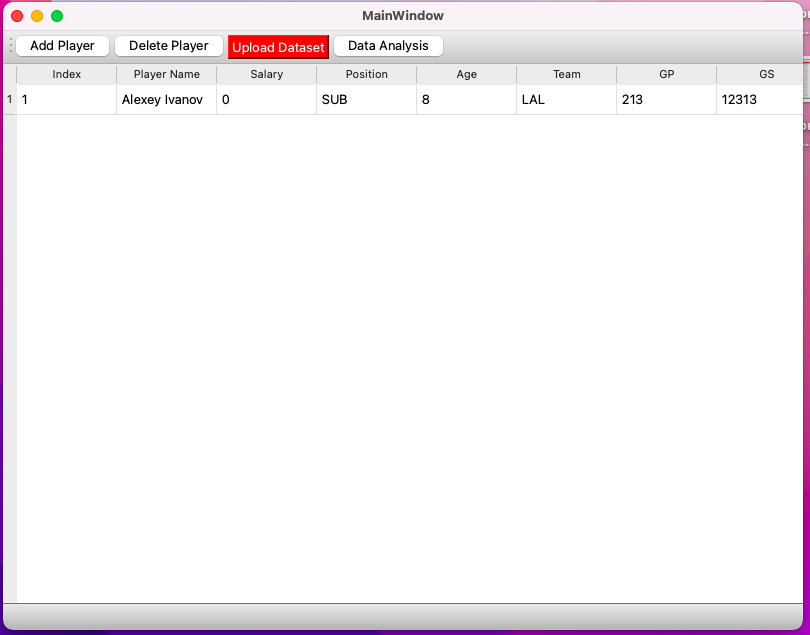 MainWindow
Add Player Delete Player Upload Dataset Data Analysis
Index Player Name Salary Position Age Team GP GS
1 1 Alexey Ivanov 0 SUB 8 LAL 213 12313